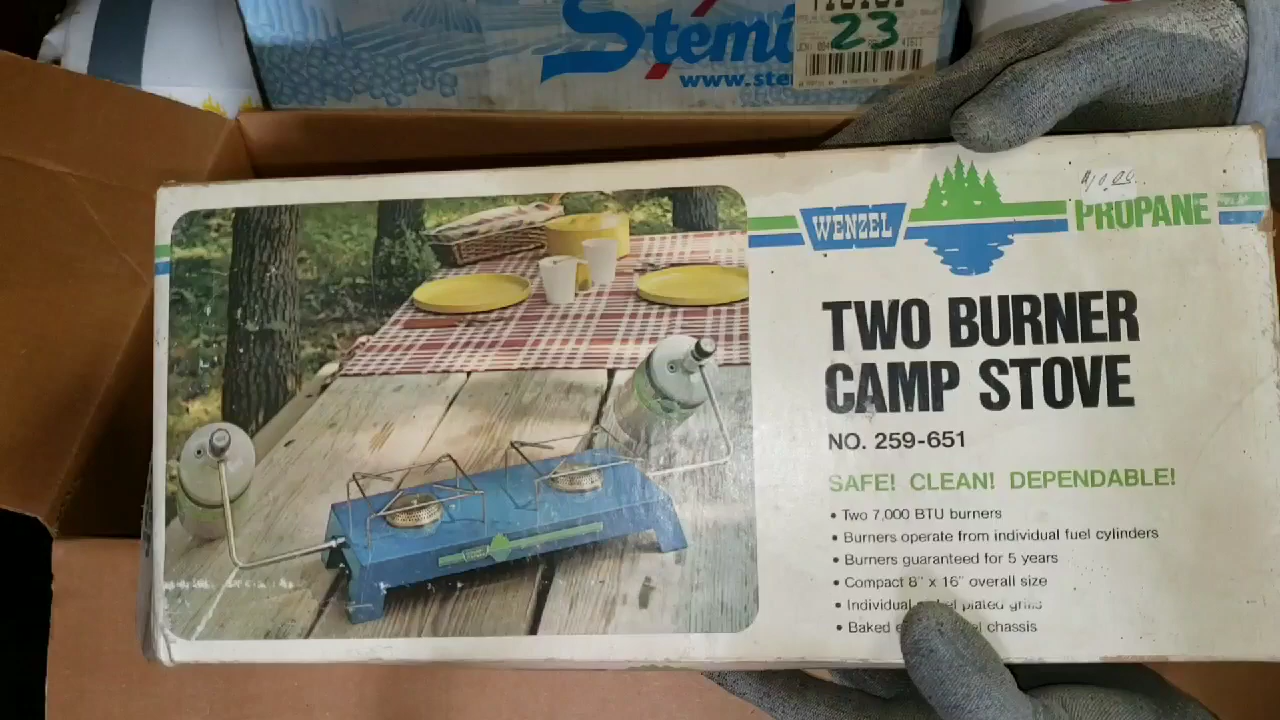 Stemi
www.ste
23
WENZEL
PROPANE
TWO BURNER
CAMP STOVE
NO. 259-651
SAFE! CLEAN! DEPENDABLE!
• Two 7,000 BTU burners
• Burners operate from individual fuel cylinders
• Burners guaranteed for 5 years
• Compact 8" x 16" overall size
• Individual plated grills
• Baked chassis